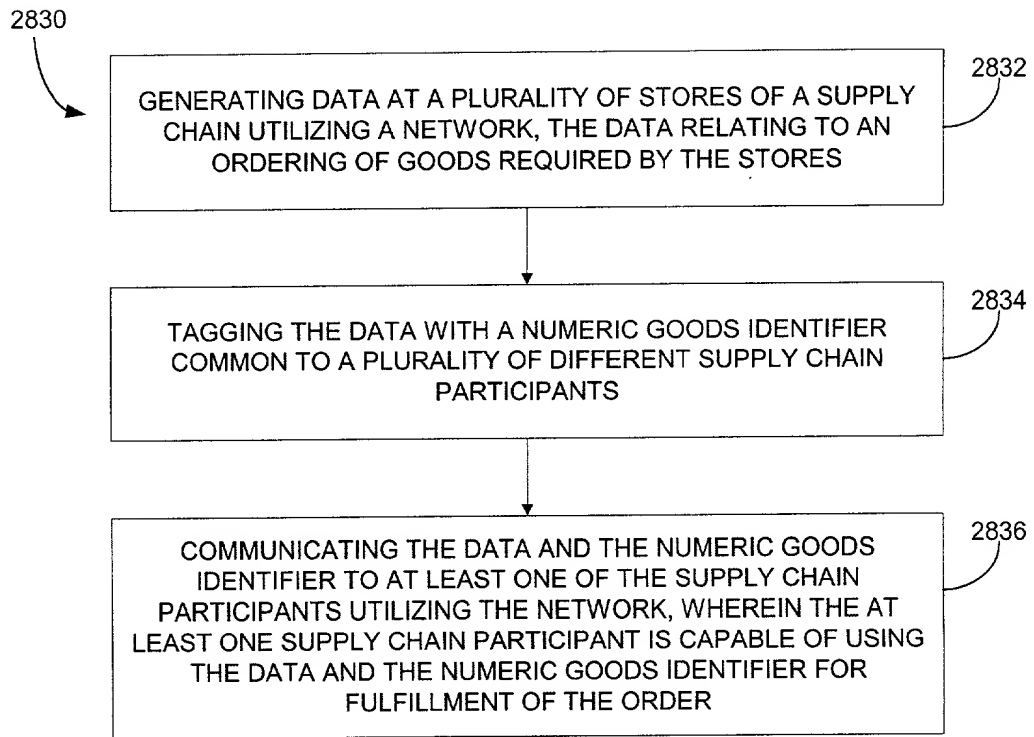 2830
2832
GENERATING DATA AT A PLURALITY OF STORES OF A SUPPLY
CHAIN UTILIZING A NETWORK, THE DATA RELATING TO AN
ORDERING OF GOODS REQUIRED BY THE STORES
2834
TAGGING THE DATA WITH A NUMERIC GOODS IDENTIFIER
COMMON TO A PLURALITY OF DIFFERENT SUPPLY CHAIN
PARTICIPANTS
2836
COMMUNICATING THE DATA AND THE NUMERIC GOODS
IDENTIFIER TO AT LEAST ONE OF THE SUPPLY CHAIN
PARTICIPANTS UTILIZING THE NETWORK, WHEREIN THE AT
LEAST ONE SUPPLY CHAIN PARTICIPANT IS CAPABLE OF USING
THE DATA AND THE NUMERIC GOODS IDENTIFIER FOR
FULFILLMENT OF THE ORDER